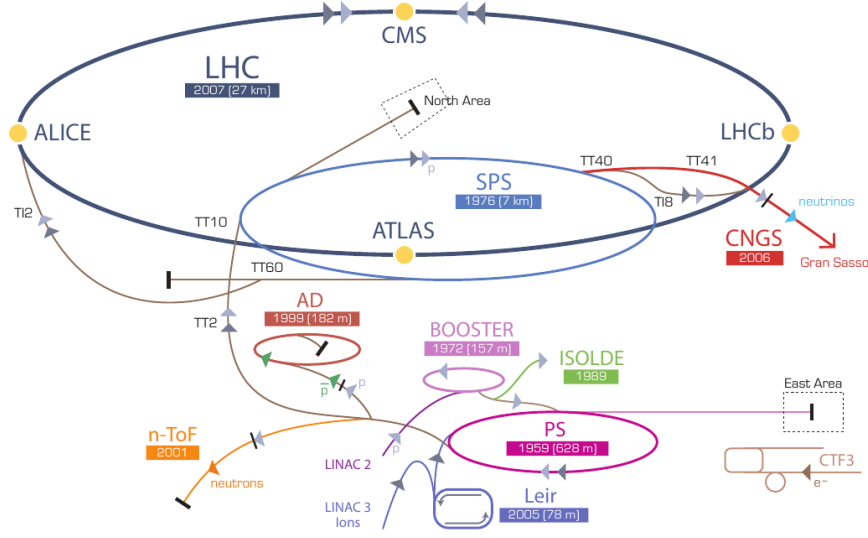 CMS
LHC
2007 (27 km)
North Area
ALICE
LHCb
p
SPS
1976 (7 km)
TT40
TT41
TI8
neutrinos
TI2
TT10
ATLAS
CNGS
2006
Gran Sasso
TT60
TT2
AD
1999 (182 m)
BOOSTER
1972 (157 m)
ISOLDE
1989
p
p
East Area
n-ToF
2001
neutrons
LINAC 2
p
PS
1959 (628 m)
CTF3
e-
LINAC 3
Ions
Leir
2005 (78 m)